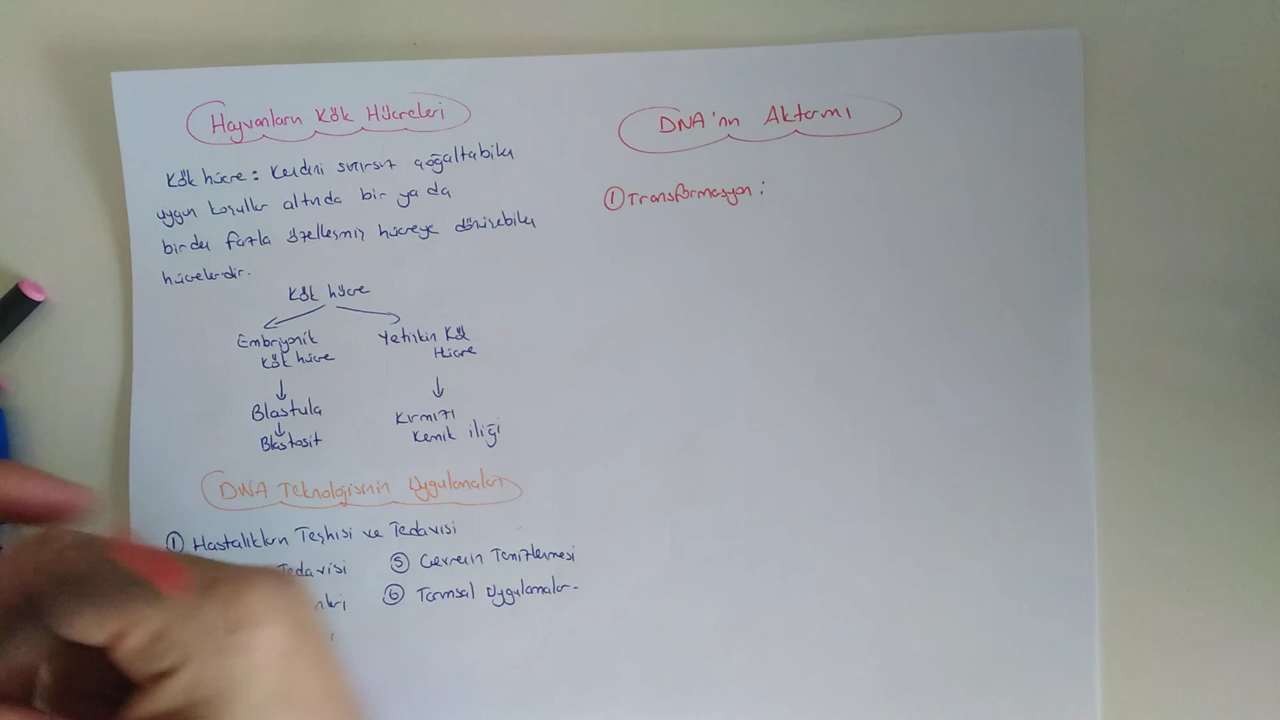 Hayvanların Kök Hücreleri
Kök hücre: Kendini sınırsız çoğaltabilen
uygun koşullar altında bir ya da
birden fazla özelleşmiş hücreye dönüşebilen
hücrelerdir.
Kök hücre
Embriyonik
Kök hücre
Blastula
Blastosit
Yetişkin Kök
Hücre
Kırmızı
Kemik iliği
DNA Teknolojisinin Uygulamaları
① Hastalıkların Teşhisi ve Tedavisi
Tedavisi
⑤ Çevrenin Temizlenmesi
⑥ Tarımsal Uygulamalar.
DNA'nın Aktarımı
① Transformasyon: